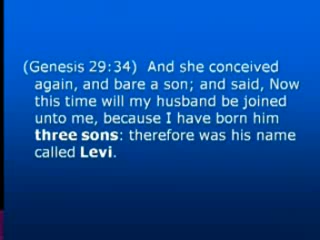 (Genesis 29:34)  And she conceived
again, and bare a son; and said, Now
this time will my husband be joined
unto me, because I have born him
three sons: therefore was his name
called Levi.